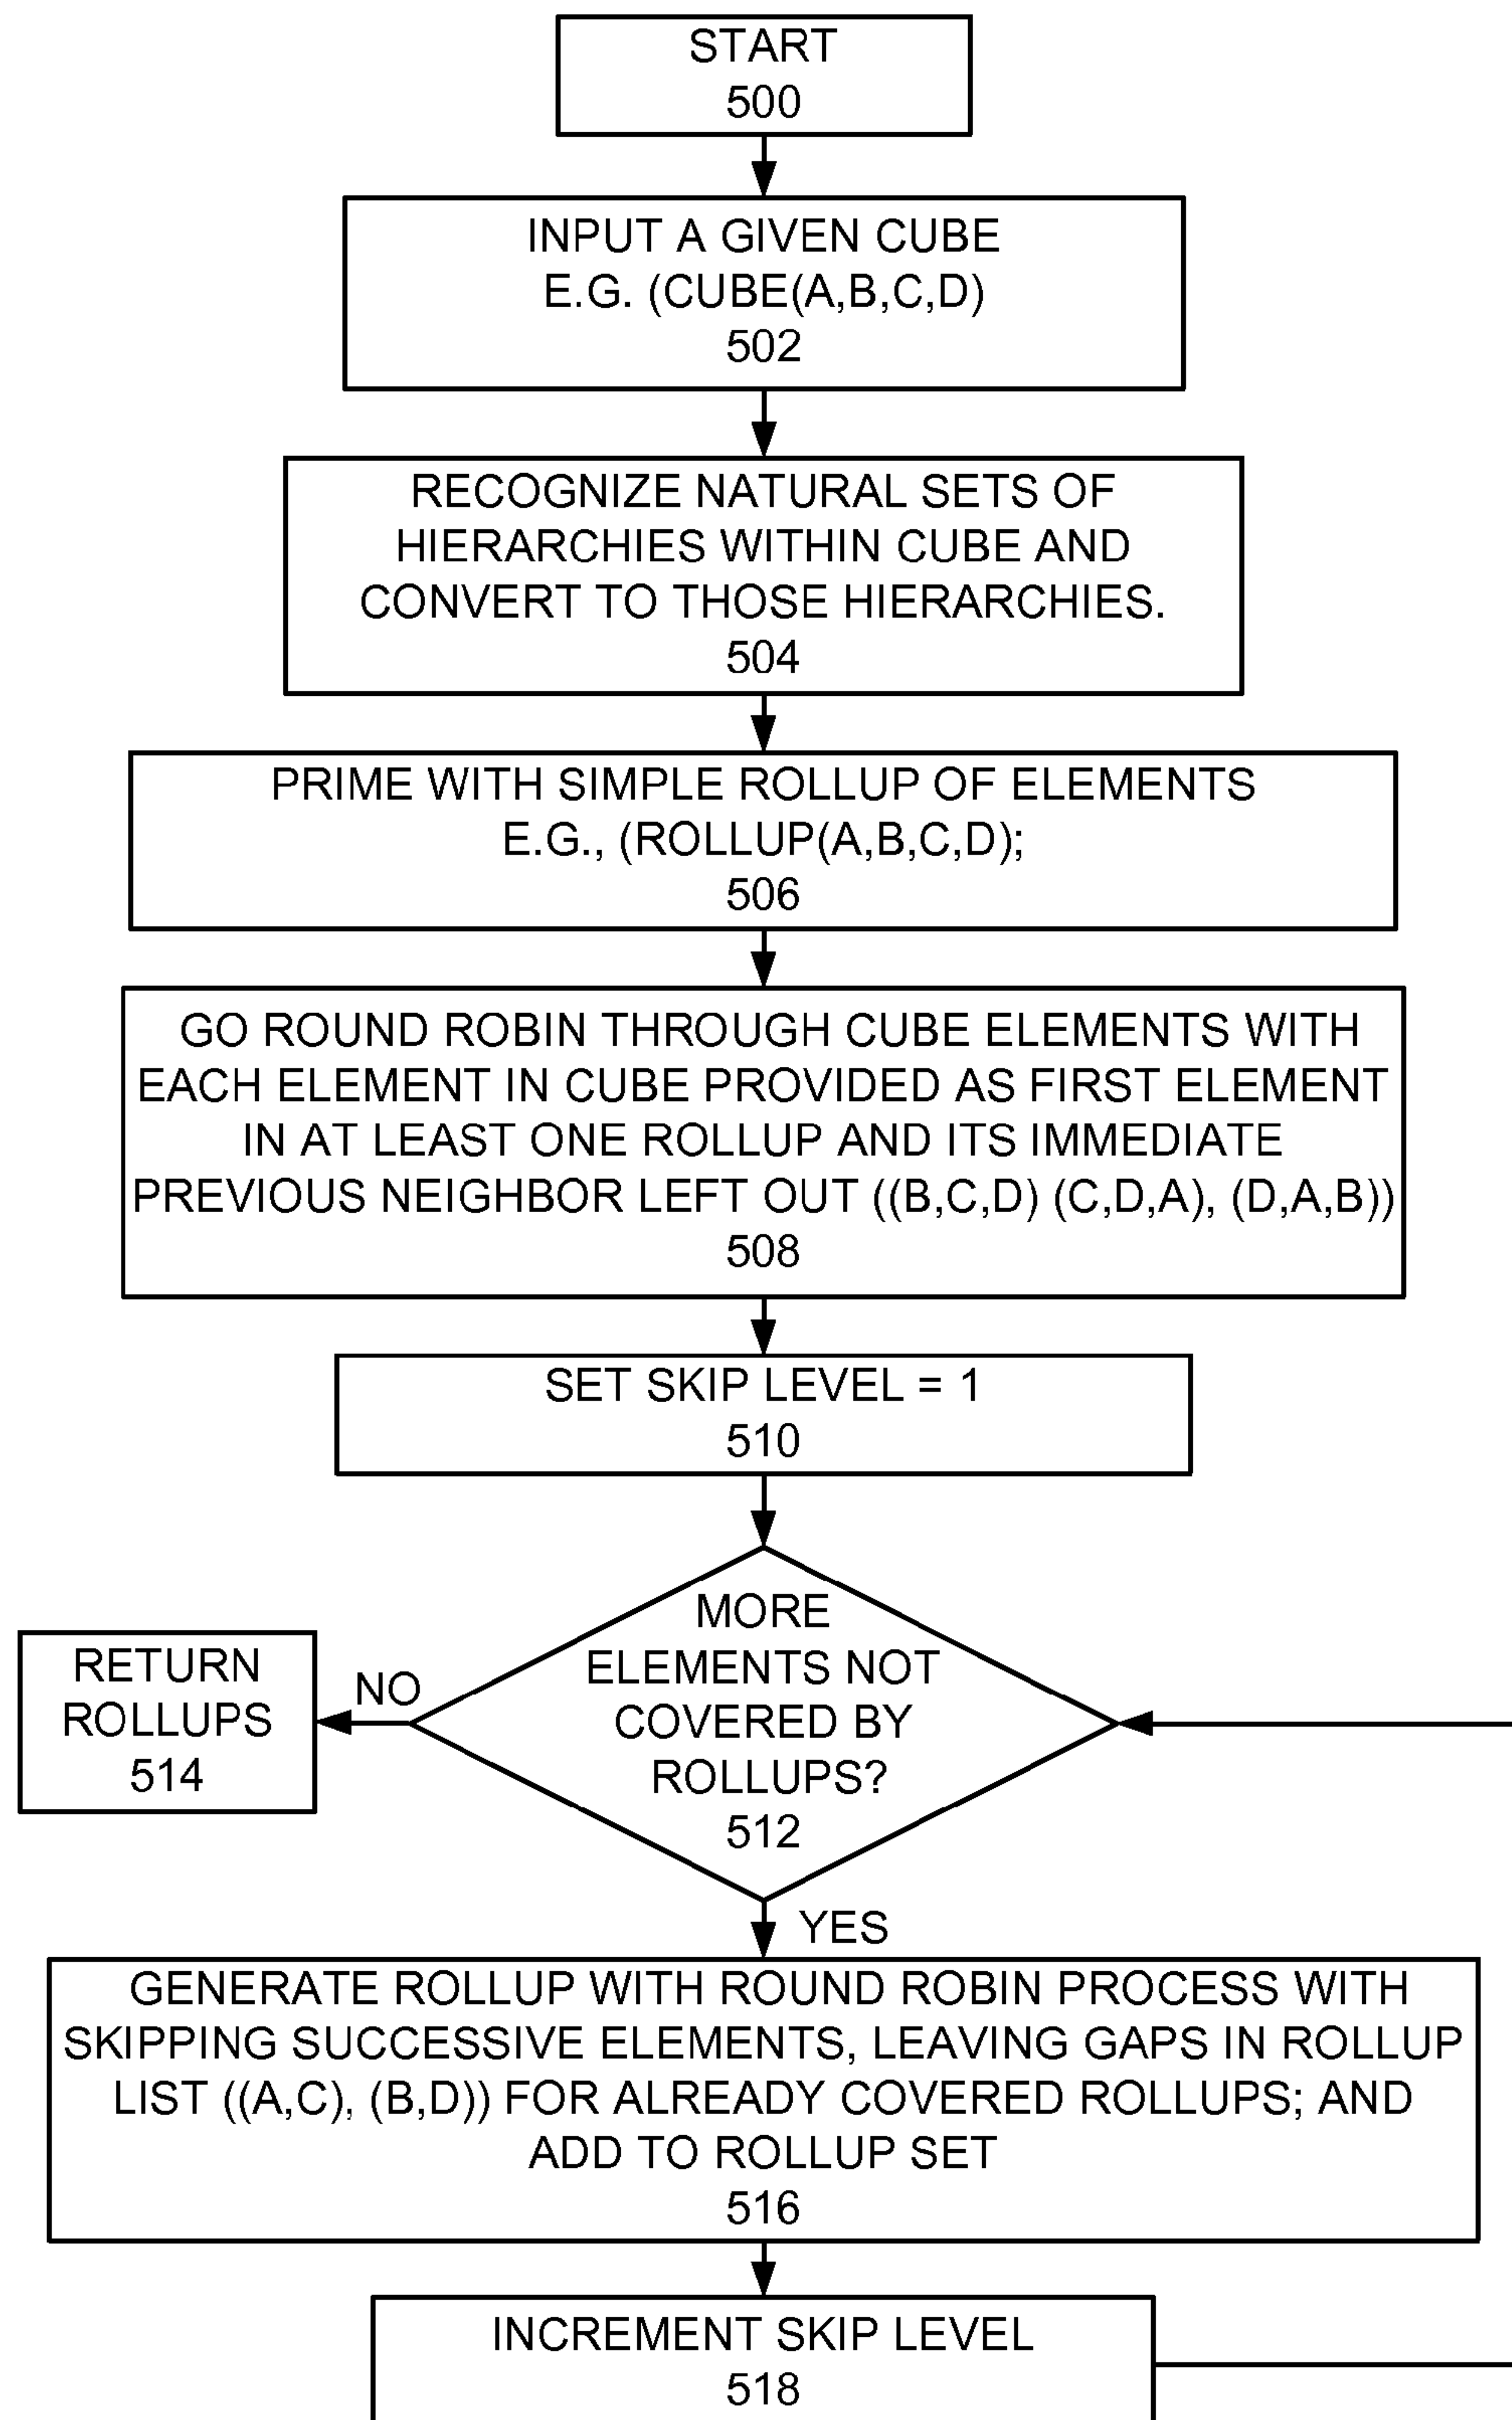 START
500
INPUT A GIVEN CUBE
E.G. (CUBE(A,B,C,D)
502
RECOGNIZE NATURAL SETS OF
HIERARCHIES WITHIN CUBE AND
CONVERT TO THOSE HIERARCHIES.
504
PRIME WITH SIMPLE ROLLUP OF ELEMENTS
E.G., (ROLLUP(A,B,C,D);
506
GO ROUND ROBIN THROUGH CUBE ELEMENTS WITH
EACH ELEMENT IN CUBE PROVIDED AS FIRST ELEMENT
IN AT LEAST ONE ROLLUP AND ITS IMMEDIATE
PREVIOUS NEIGHBOR LEFT OUT ((B,C,D) (C,D,A), (D,A,B))
508
SET SKIP LEVEL = 1
510
MORE
ELEMENTS NOT
COVERED BY
ROLLUPS?
512
NO
RETURN
ROLLUPS
514
YES
GENERATE ROLLUP WITH ROUND ROBIN PROCESS WITH
SKIPPING SUCCESSIVE ELEMENTS, LEAVING GAPS IN ROLLUP
LIST ((A,C), (B,D)) FOR ALREADY COVERED ROLLUPS; AND
ADD TO ROLLUP SET
516
INCREMENT SKIP LEVEL
518